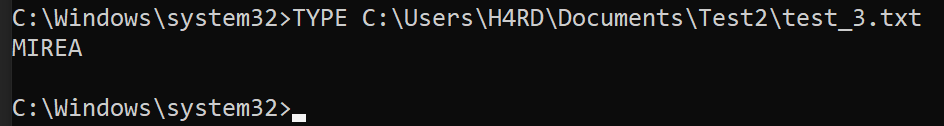 C:\Windows\system32>TYPE C:\Users\H4RD\Documents\Test2\test_3.txt
MIREA
C:\Windows\system32>